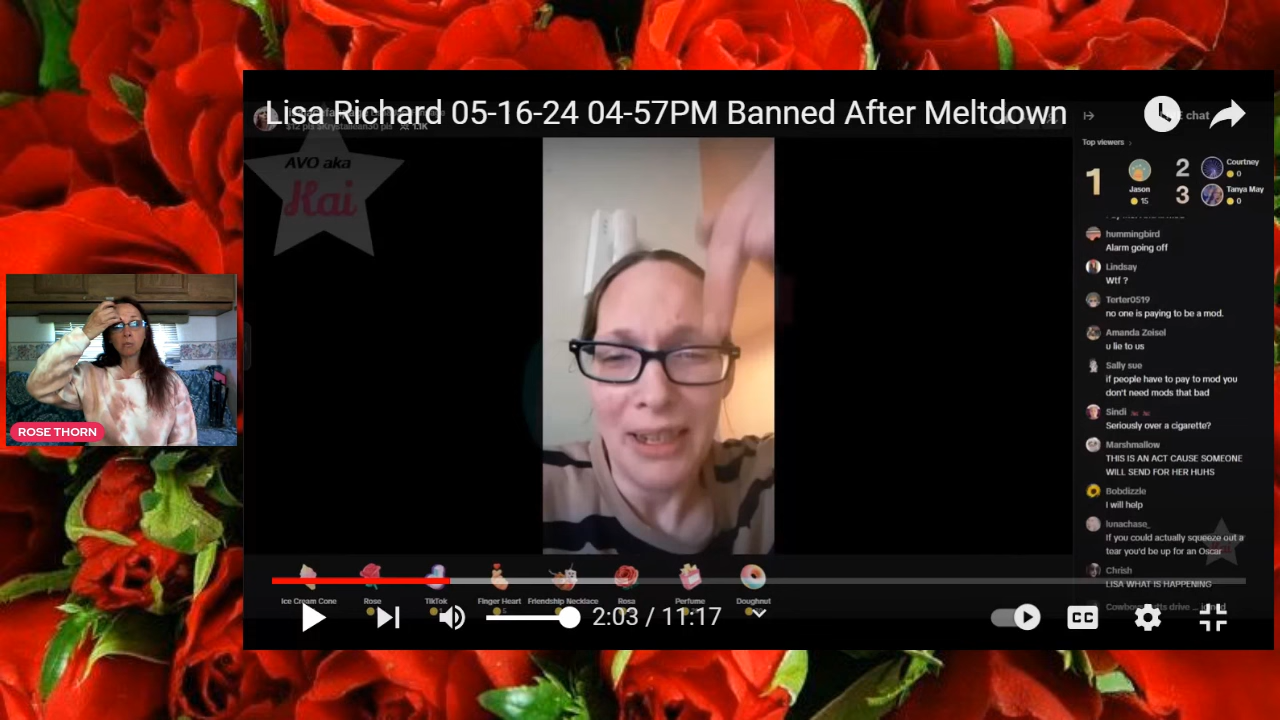 Lisa Richard 05-16-24 04-57PM Banned After Meltdown
1.1K
chat
AVO aka
Kai
Top viewers
1
Jason
15
2
Courtney
0
3
Tanya May
0
hummingbird
Alarm going off
Lindsay
Wtf ?
Terter0519
no one is paying to be a mod.
Amanda Zeisel
u lie to us
Sally sue
if people have to pay to mod you
don't need mods that bad
Sindi
Seriously over a cigarette?
Marshmallow
THIS IS AN ACT CAUSE SOMEONE
WILL SEND FOR HER HUHS
Bobdizzle
I will help
lunachase_
If you could actually squeeze out a
tear you'd be up for an Oscar
Chrish
LISA WHAT IS HAPPENING
ROSE THORN
Ice Cream Cone
Rose
TikTok
Finger Heart
Friendship Necklace
Rosa
Perfume
Doughnut
2:03 / 11:17
CC